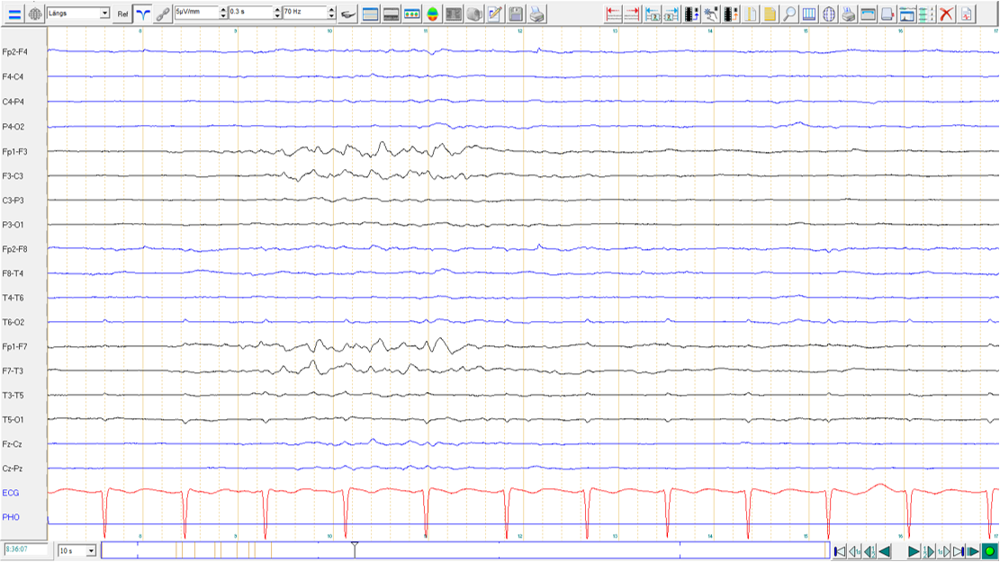 Längs Ref 5µV/mm 0.3 s 70 Hz
8 9 10 11 12 13 14 15 16 17
Fp2-F4
F4-C4
C4-P4
P4-O2
Fp1-F3
F3-C3
C3-P3
P3-O1
Fp2-F8
F8-T4
T4-T6
T6-O2
Fp1-F7
F7-T3
T3-T5
T5-O1
Fz-Cz
Cz-Pz
ECG
PHO
8 9 10 11 12 13 14 15 16
8:36:07 10 s